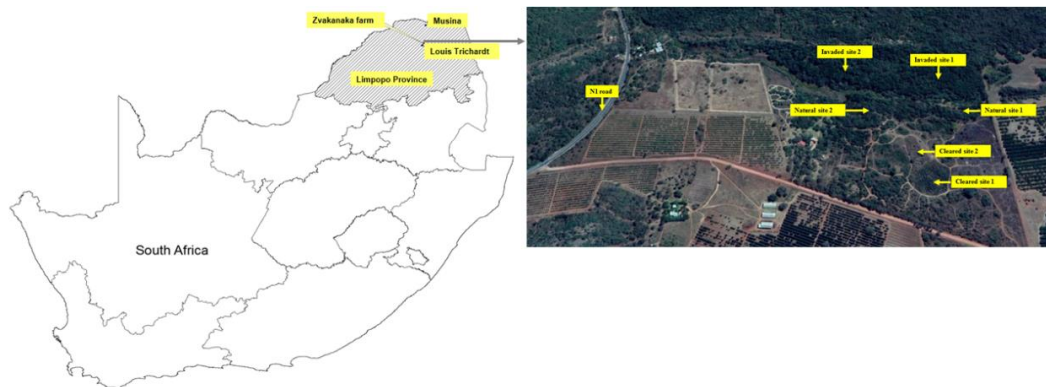 Zvakanaka farm
Musina
Louis Trichardt
Limpopo Province
South Africa
Invaded site 2
Invaded site 1
N1 road
Natural site 2
Natural site 1
Cleared site 2
Cleared site 1